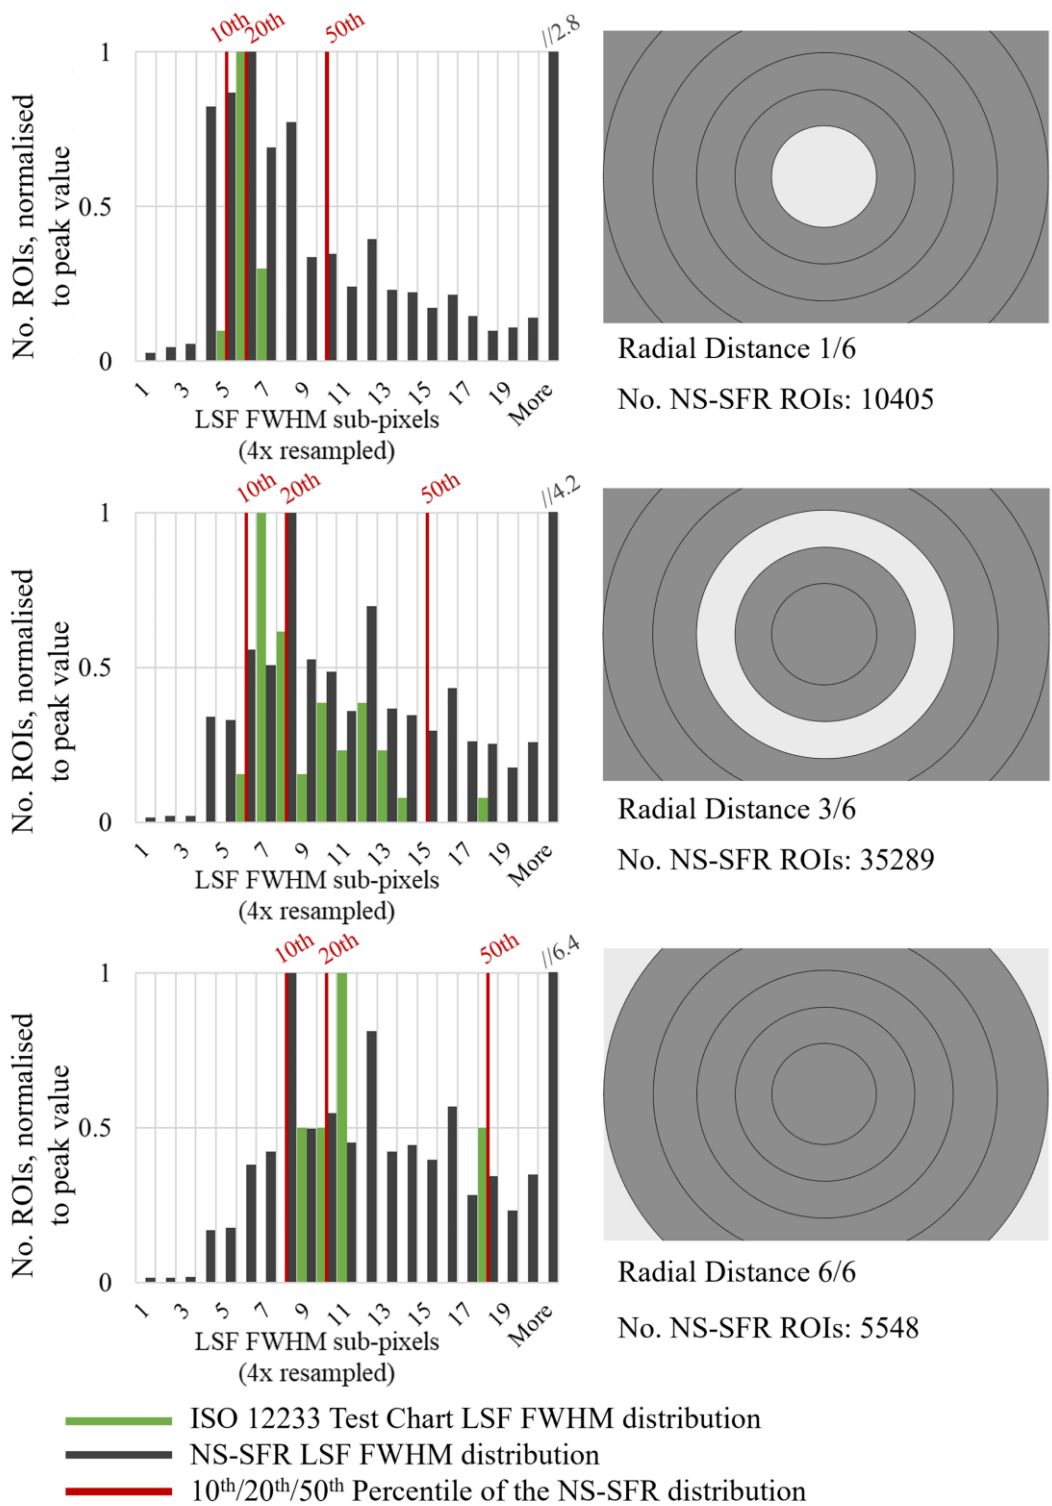 10th 20th 50th //2.8
No. ROIs, normalised
to peak value
1
0.5
0
1 3 5 7 9 11 13 15 17 19 More
LSF FWHM sub-pixels
(4x resampled)
Radial Distance 1/6
No. NS-SFR ROIs: 10405
10th 20th 50th //4.2
No. ROIs, normalised
to peak value
1
0.5
0
1 3 5 7 9 11 13 15 17 19 More
LSF FWHM sub-pixels
(4x resampled)
Radial Distance 3/6
No. NS-SFR ROIs: 35289
10th 20th 50th //6.4
No. ROIs, normalised
to peak value
1
0.5
0
1 3 5 7 9 11 13 15 17 19 More
LSF FWHM sub-pixels
(4x resampled)
Radial Distance 6/6
No. NS-SFR ROIs: 5548
ISO 12233 Test Chart LSF FWHM distribution
NS-SFR LSF FWHM distribution
10th/20th/50th Percentile of the NS-SFR distribution